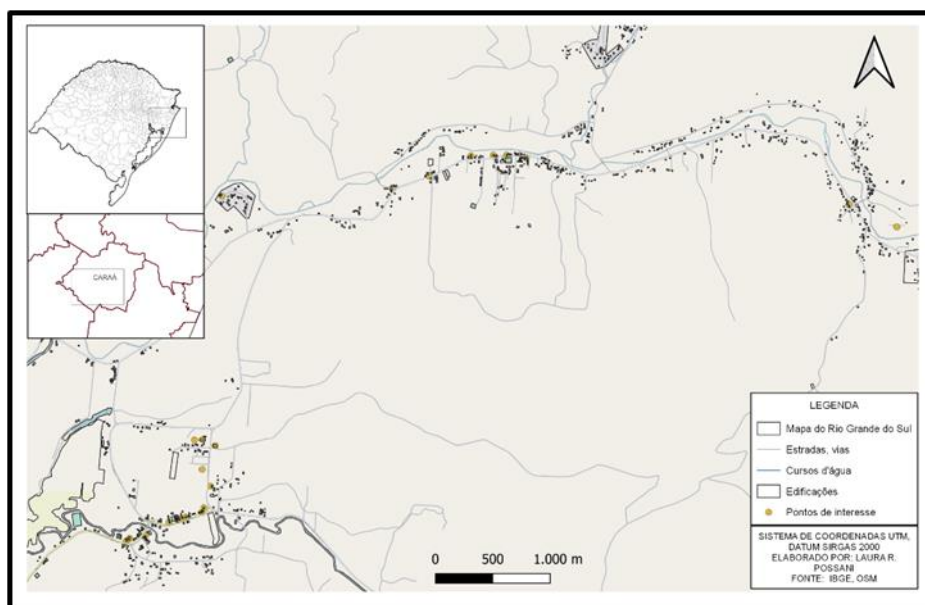 CARAÁ
LEGENDA
Mapa do Rio Grande do Sul
Estradas, vias
Cursos d'água
Edificações
Pontos de interesse
SISTEMA DE COORDENADAS UTM,
DATUM SIRGAS 2000
ELABORADO POR: LAURA R.
POSSANI
FONTE: IBGE, OSM
0 500 1.000 m